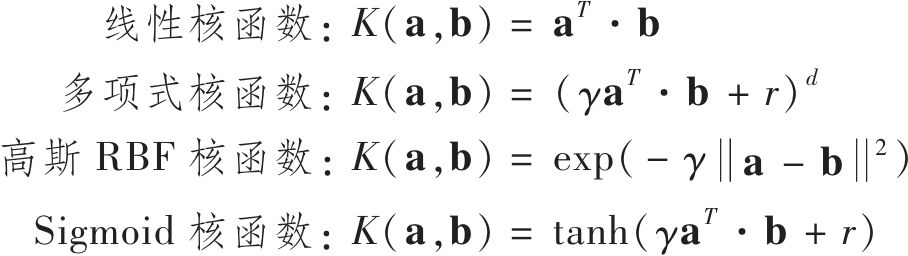 线性核函数: K(a,b) = a^T · b
多项式核函数: K(a,b) = (γa^T · b + r)^d
高斯 RBF 核函数: K(a,b) = exp(-γ‖a - b‖²)
Sigmoid 核函数: K(a,b) = tanh(γa^T · b + r)